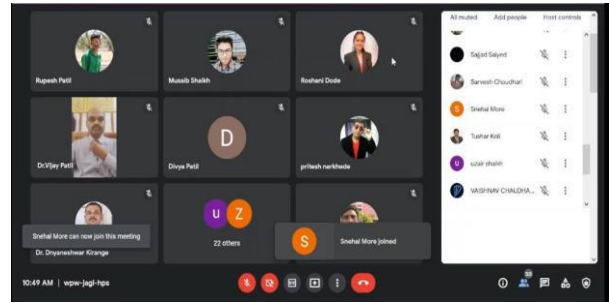 All muted
Add people
Host controls
Rupesh Patil
Mussib Shaikh
Roshani Dode
Dr.Vijay Patil
D
Divya Patil
pritesh narkhede
Snehal More can now join this meeting
Dr. Dnyaneshwar Kirange
u Z
22 others
S
Snehal More joined
Sajjad Saiyed
Sarvesh Choudhari
S
Snehal More
Tushar Koli
u
uzair shaikh
VAISHNAV CHAUDHA...
10:49 AM | wpw-jagi-hps
33